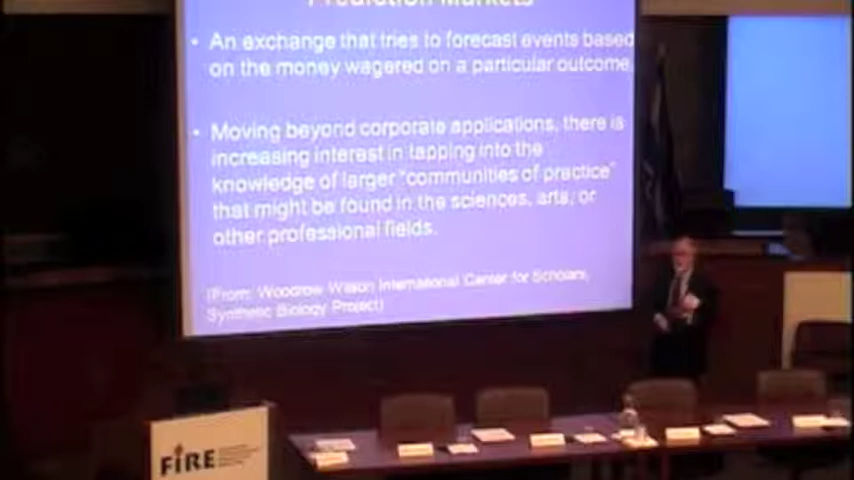 Prediction Markets
• An exchange that tries to forecast events based
on the money wagered on a particular outcome.
• Moving beyond corporate applications, there is
increasing interest in tapping into the
knowledge of larger "communities of practice"
that might be found in the sciences, arts, or
other professional fields.
(From: Woodrow Wilson International Center for Scholars,
Synthetic Biology Project)
FiRE